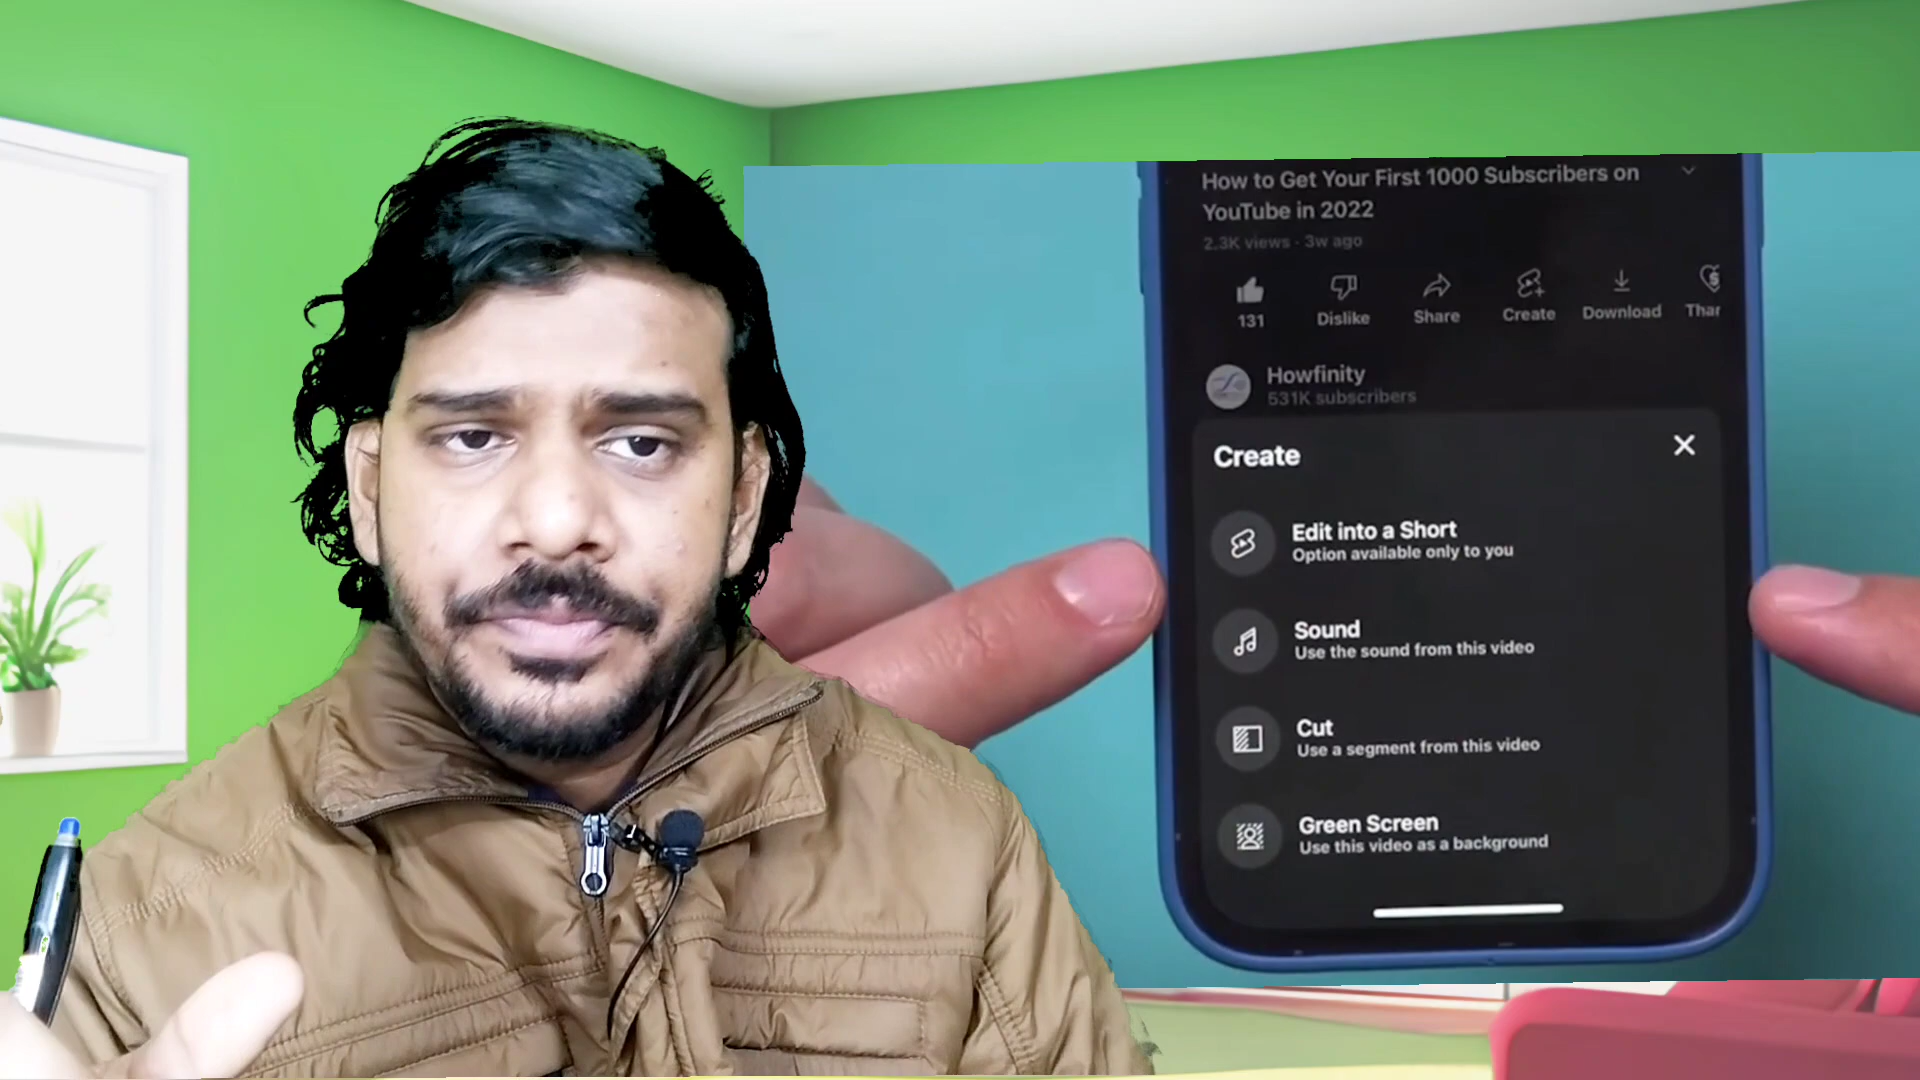 How to Get Your First 1000 Subscribers on
YouTube in 2022
2.3K views · 3w ago
131
Dislike
Share
Create
Download
Thar
Howfinity
531K subscribers
Create
Edit into a Short
Option available only to you
Sound
Use the sound from this video
Cut
Use a segment from this video
Green Screen
Use this video as a background